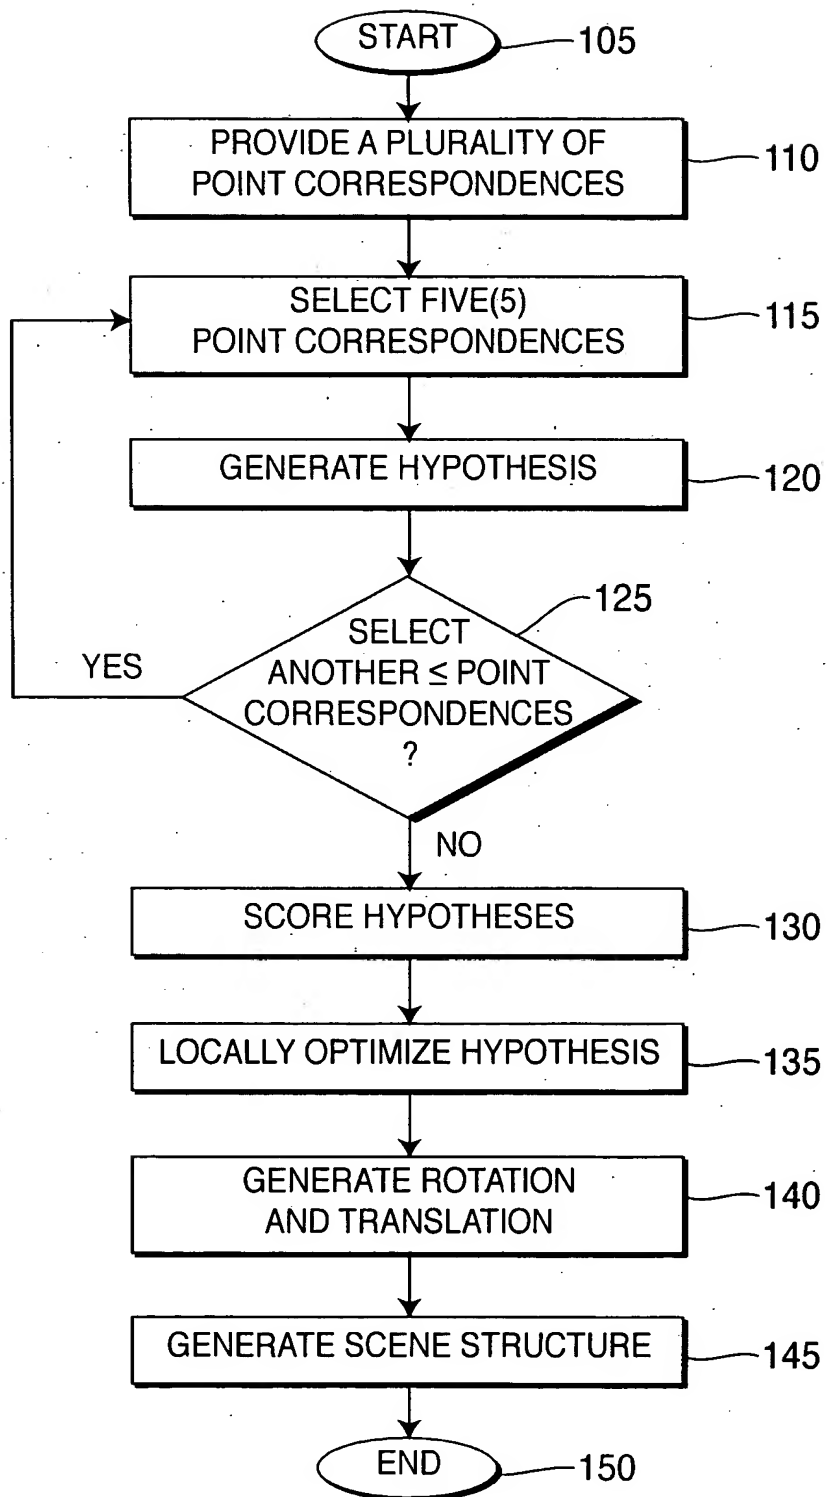 START
105
PROVIDE A PLURALITY OF
POINT CORRESPONDENCES
110
SELECT FIVE(5)
POINT CORRESPONDENCES
115
GENERATE HYPOTHESIS
120
125
SELECT
ANOTHER ≤ POINT
CORRESPONDENCES
?
YES
NO
SCORE HYPOTHESES
130
LOCALLY OPTIMIZE HYPOTHESIS
135
GENERATE ROTATION
AND TRANSLATION
140
GENERATE SCENE STRUCTURE
145
END
150